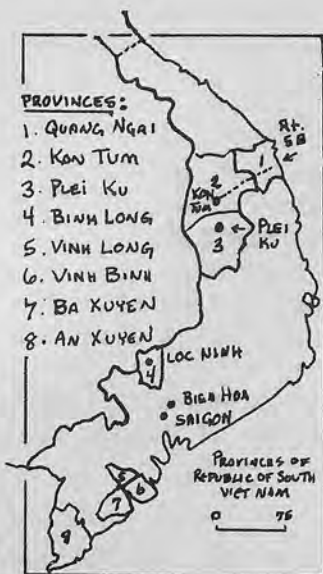 PROVINCES:
1. QUANG NGAI
2. KON TUM
3. PLEI KU
4. BINH LONG
5. VINH LONG
6. VINH BINH
7. BA XUYEN
8. AN XUYEN
Rt.
5B
1
2
KON
TUM
PLEI
KU
3
LOC NINH
4
BIEN HOA
SAIGON
5
6
7
8
PROVINCES OF
REPUBLIC OF SOUTH
VIET NAM
0 75